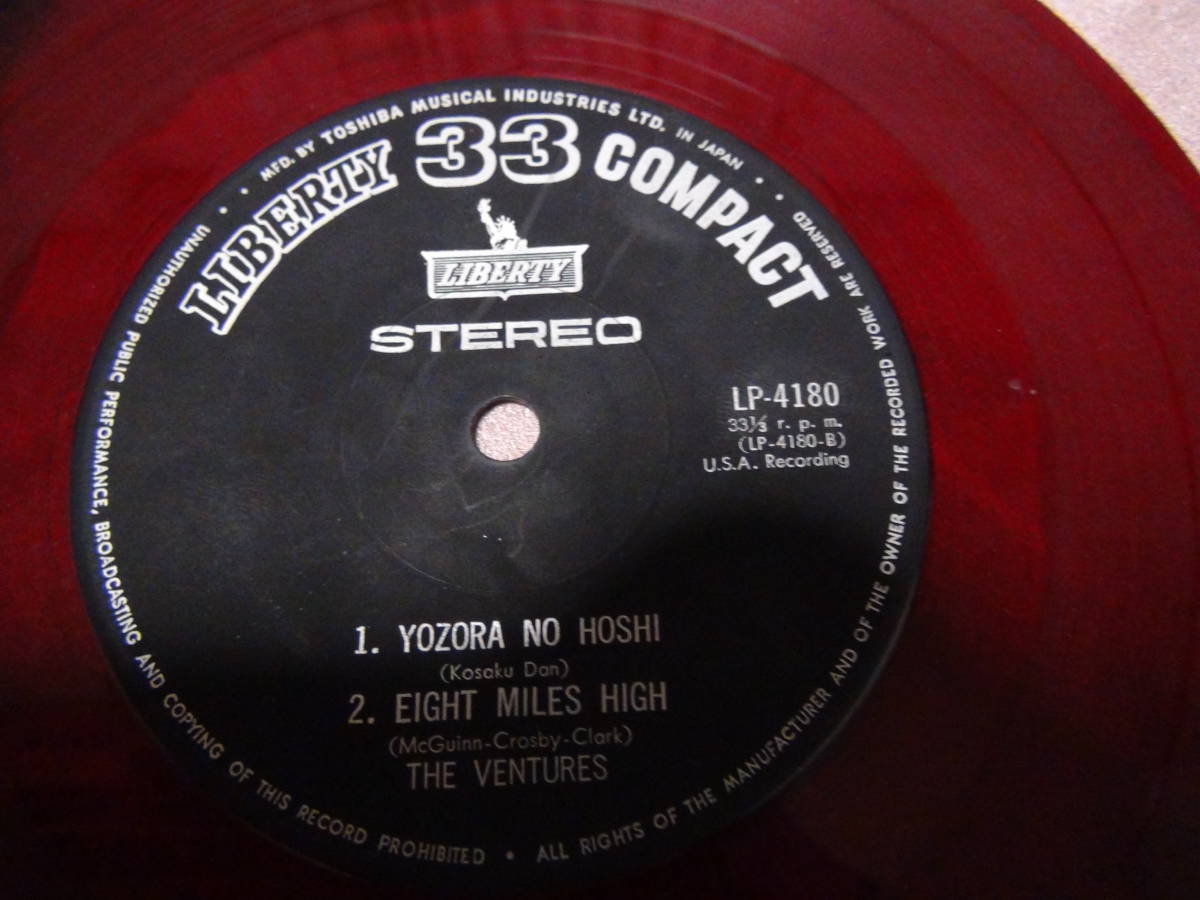 MFD. BY TOSHIBA MUSICAL INDUSTRIES LTD. IN JAPAN
LIBERTY 33 COMPACT
LIBERTY
STEREO
LP-4180
33⅓ r. p. m.
(LP-4180-B)
U.S.A. Recording
1. YOZORA NO HOSHI
(Kosaku Dan)
2. EIGHT MILES HIGH
(McGuinn-Crosby-Clark)
THE VENTURES
UNAUTHORIZED PUBLIC PERFORMANCE, BROADCASTING AND COPYING OF THIS RECORD PROHIBITED • ALL RIGHTS OF THE MANUFACTURER AND OF THE OWNER OF THE RECORDED WORK ARE RESERVED